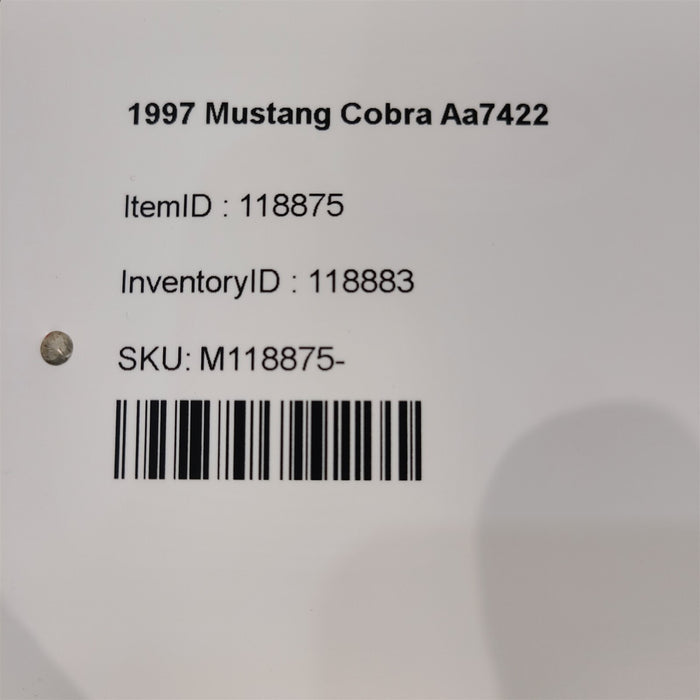 1997 Mustang Cobra Aa7422
ItemID : 118875
InventoryID : 118883
SKU: M118875-